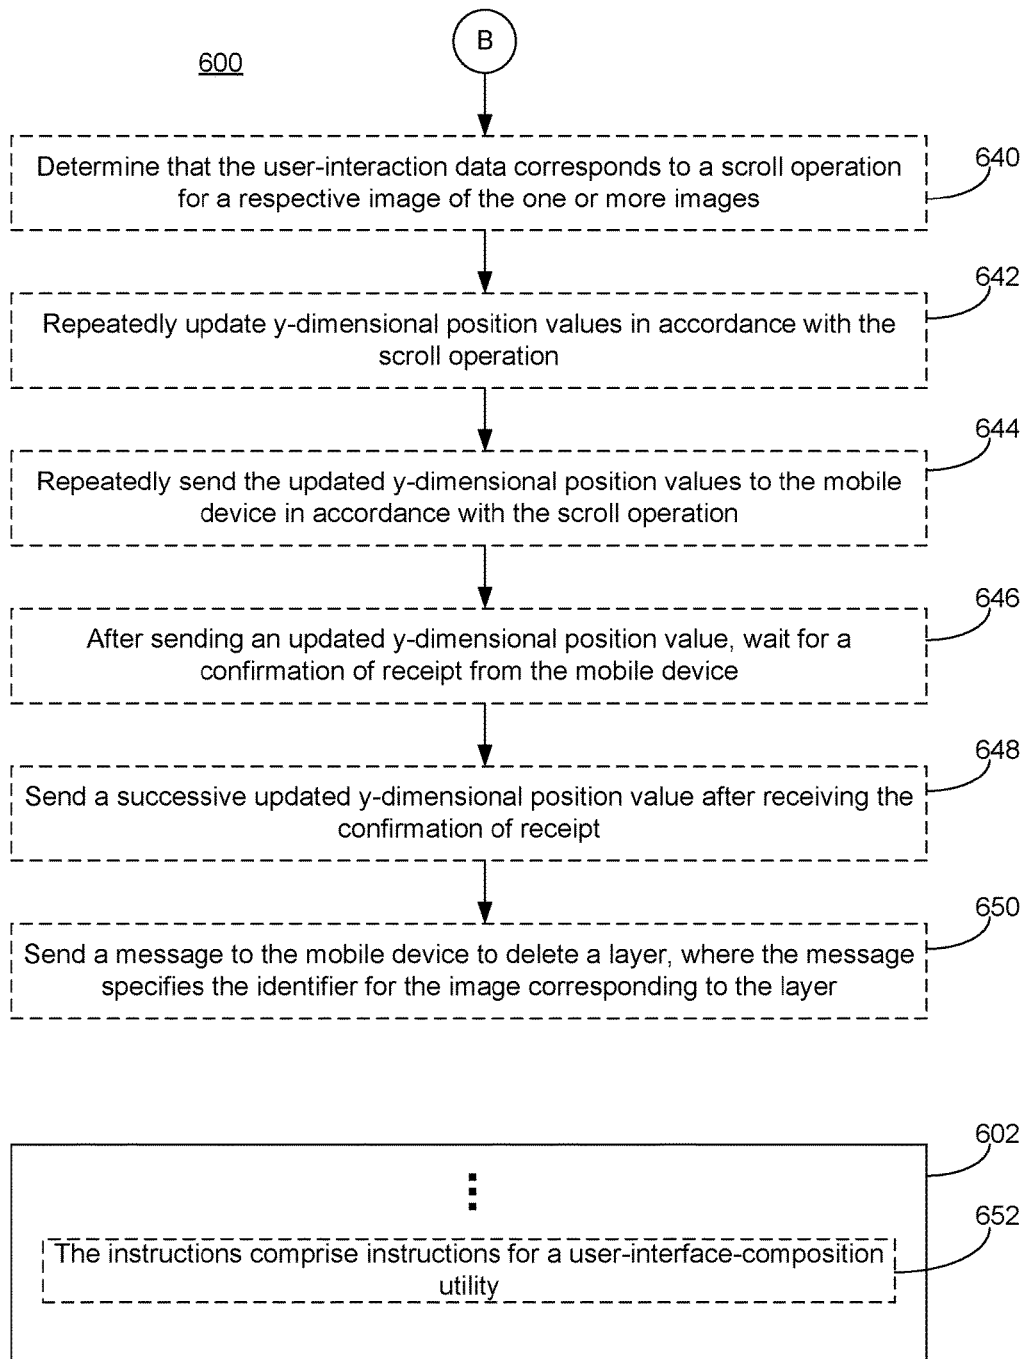 B
600
Determine that the user-interaction data corresponds to a scroll operation
for a respective image of the one or more images
640
Repeatedly update y-dimensional position values in accordance with the
scroll operation
642
Repeatedly send the updated y-dimensional position values to the mobile
device in accordance with the scroll operation
644
After sending an updated y-dimensional position value, wait for a
confirmation of receipt from the mobile device
646
Send a successive updated y-dimensional position value after receiving the
confirmation of receipt
648
Send a message to the mobile device to delete a layer, where the message
specifies the identifier for the image corresponding to the layer
650
602
The instructions comprise instructions for a user-interface-composition
utility
652